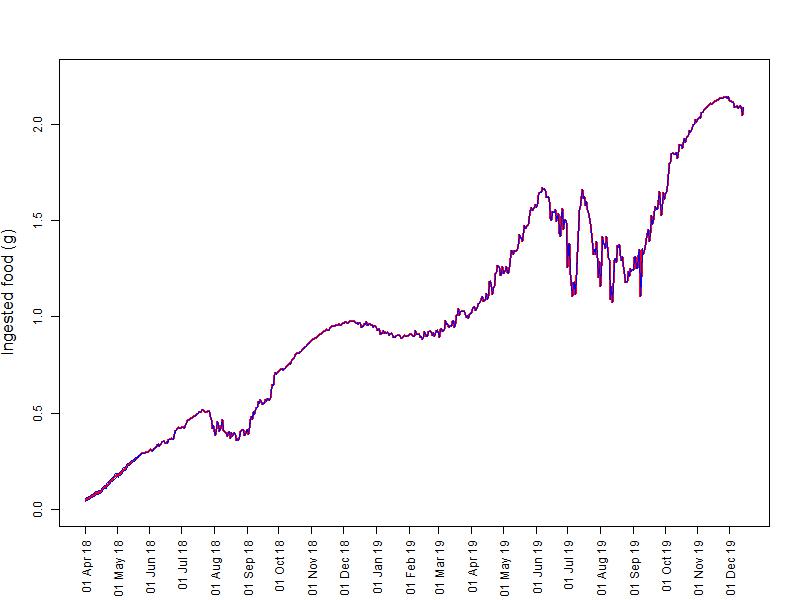 Ingested food (g)
2.0
1.5
1.0
0.5
0.0
01 Apr 18
01 May 18
01 Jun 18
01 Jul 18
01 Aug 18
01 Sep 18
01 Oct 18
01 Nov 18
01 Dec 18
01 Jan 19
01 Feb 19
01 Mar 19
01 Apr 19
01 May 19
01 Jun 19
01 Jul 19
01 Aug 19
01 Sep 19
01 Oct 19
01 Nov 19
01 Dec 19